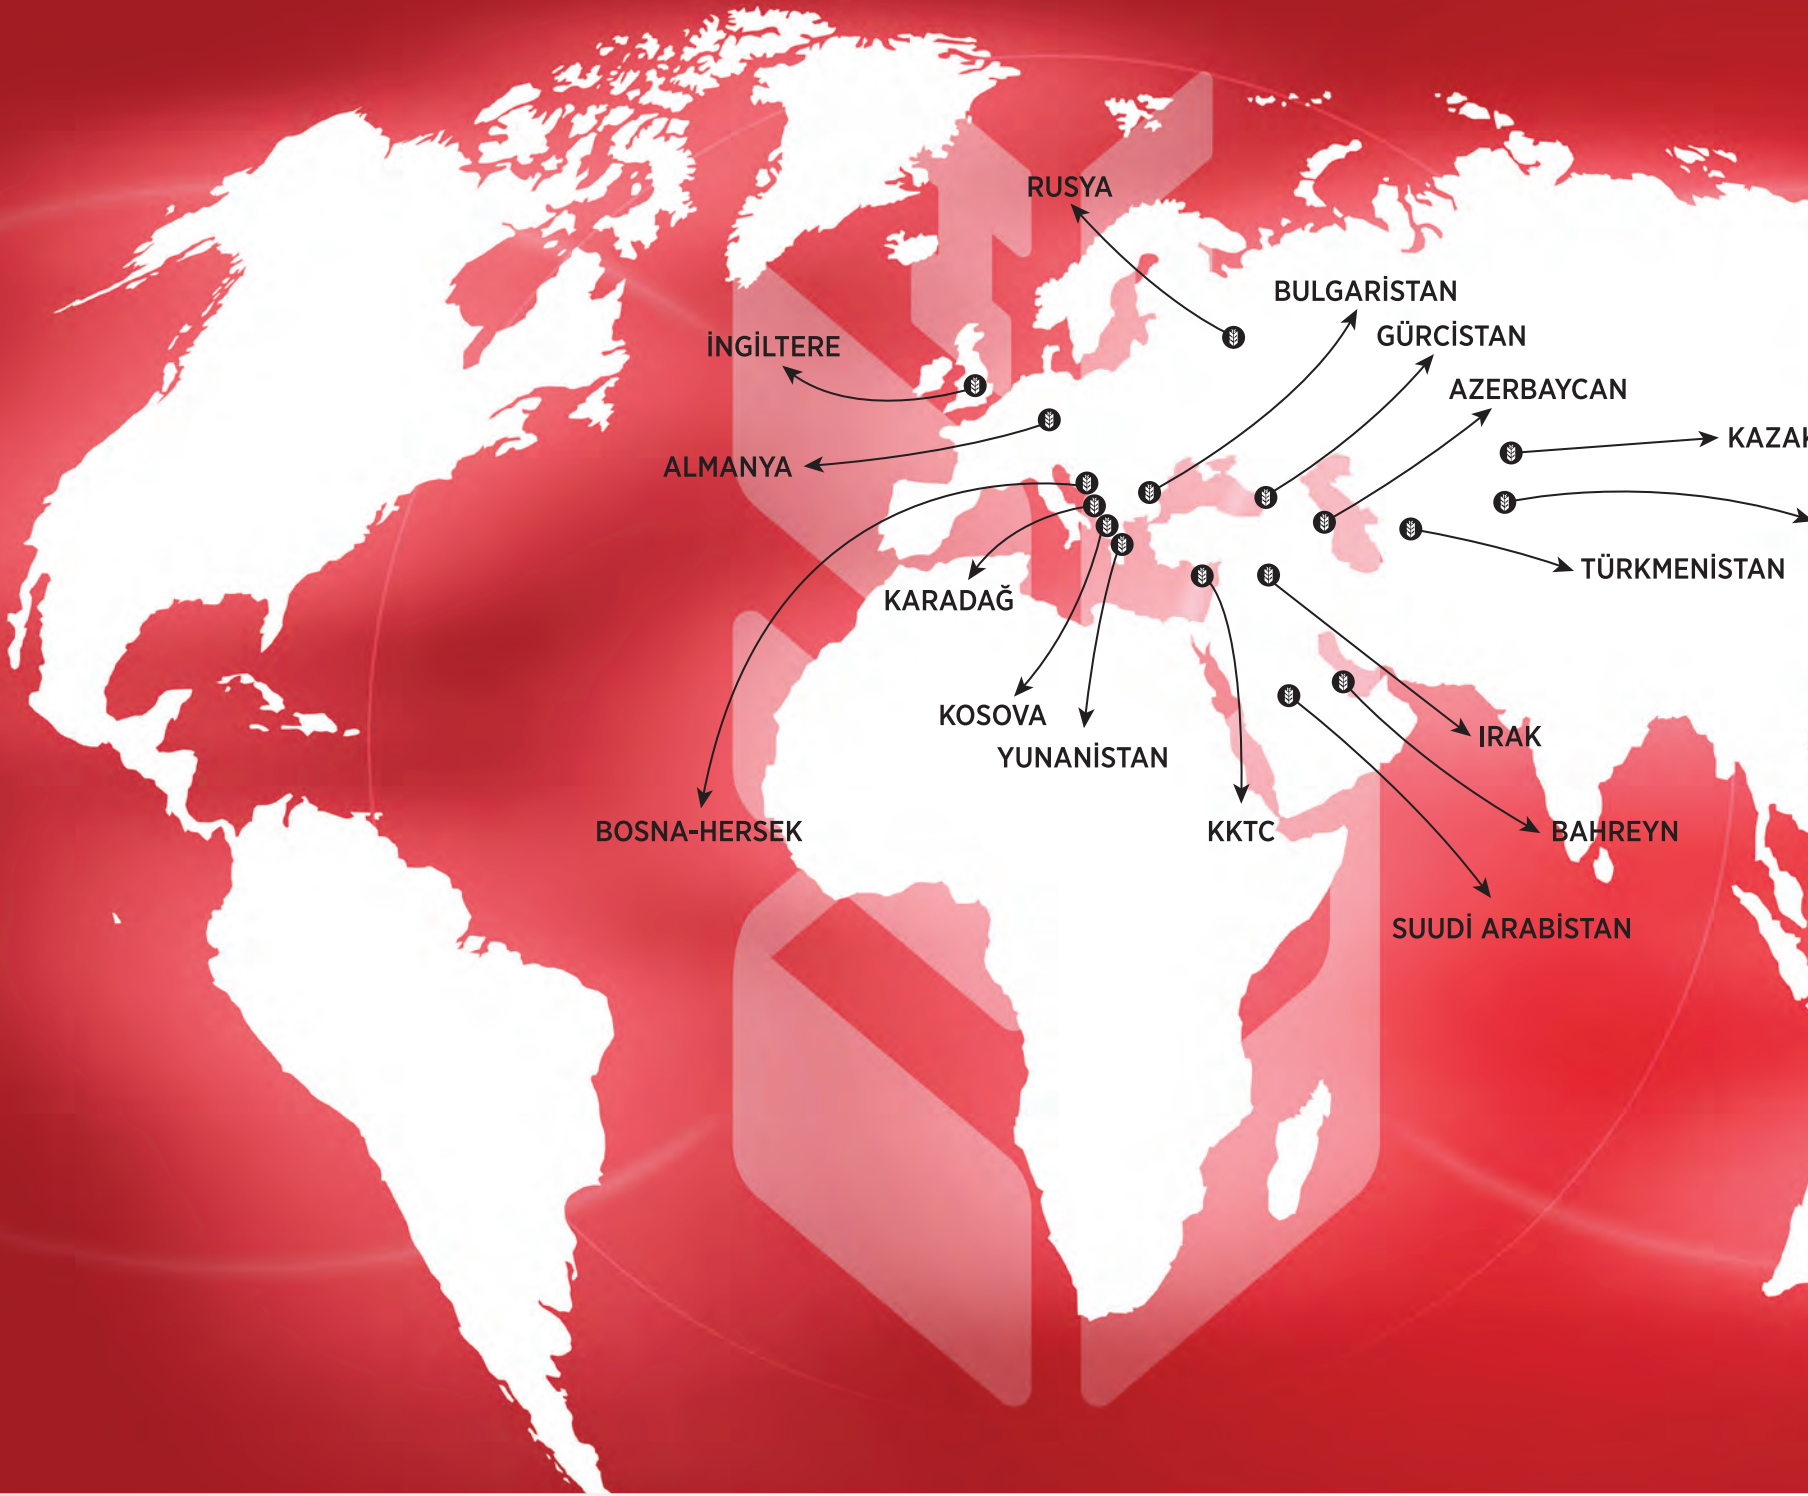 RUSYA
BULGARİSTAN
GÜRCİSTAN
İNGİLTERE
AZERBAYCAN
ALMANYA
TÜRKMENİSTAN
KARADAĞ
KOSOVA
IRAK
YUNANİSTAN
BOSNA-HERSEK
KKTC
BAHREYN
SUUDİ ARABİSTAN